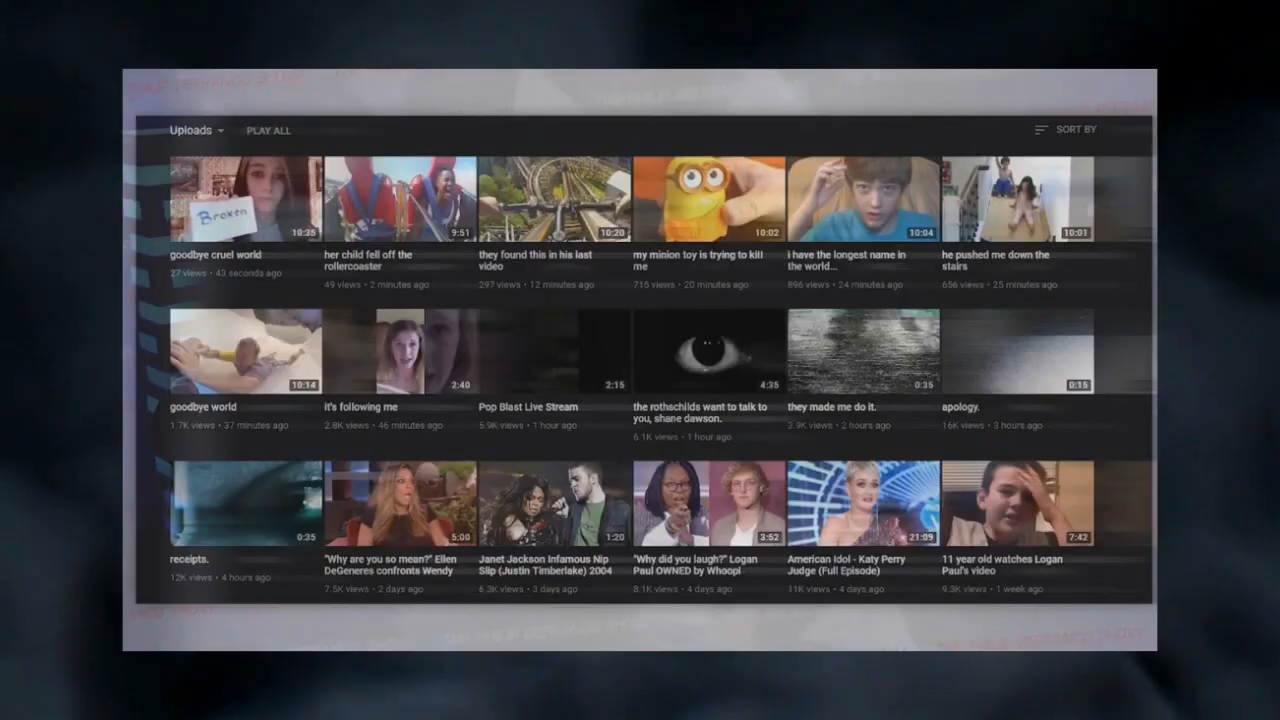 Uploads PLAY ALL SORT BY
Broken
10:35 9:51 10:20 10:02 10:04 10:01
goodbye cruel world
27 views • 43 seconds ago
her child fell off the
rollercoaster
49 views • 2 minutes ago
they found this in his last
video
297 views • 12 minutes ago
my minion toy is trying to kill
me
715 views • 20 minutes ago
i have the longest name in
the world...
896 views • 24 minutes ago
he pushed me down the
stairs
656 views • 25 minutes ago
10:14 2:40 2:15 4:35 0:35 0:15
goodbye world
1.7K views • 37 minutes ago
it's following me
2.8K views • 46 minutes ago
Pop Blast Live Stream
5.9K views • 1 hour ago
the rothschilds want to talk to
you, shane dawson.
6.1K views • 1 hour ago
they made me do it.
3.9K views • 2 hours ago
apology.
16K views • 3 hours ago
0:35 5:00 1:20 3:52 21:09 7:42
receipts.
12K views • 4 hours ago
"Why are you so mean?" Ellen
DeGeneres confronts Wendy
7.5K views • 2 days ago
Janet Jackson Infamous Nip
Slip (Justin Timberlake) 2004
6.3K views • 3 days ago
"Why did you laugh?" Logan
Paul OWNED by Whoopi
8.1K views • 4 days ago
American Idol - Katy Perry
Judge (Full Episode)
11K views • 4 days ago
11 year old watches Logan
Paul's video
9.3K views • 1 week ago